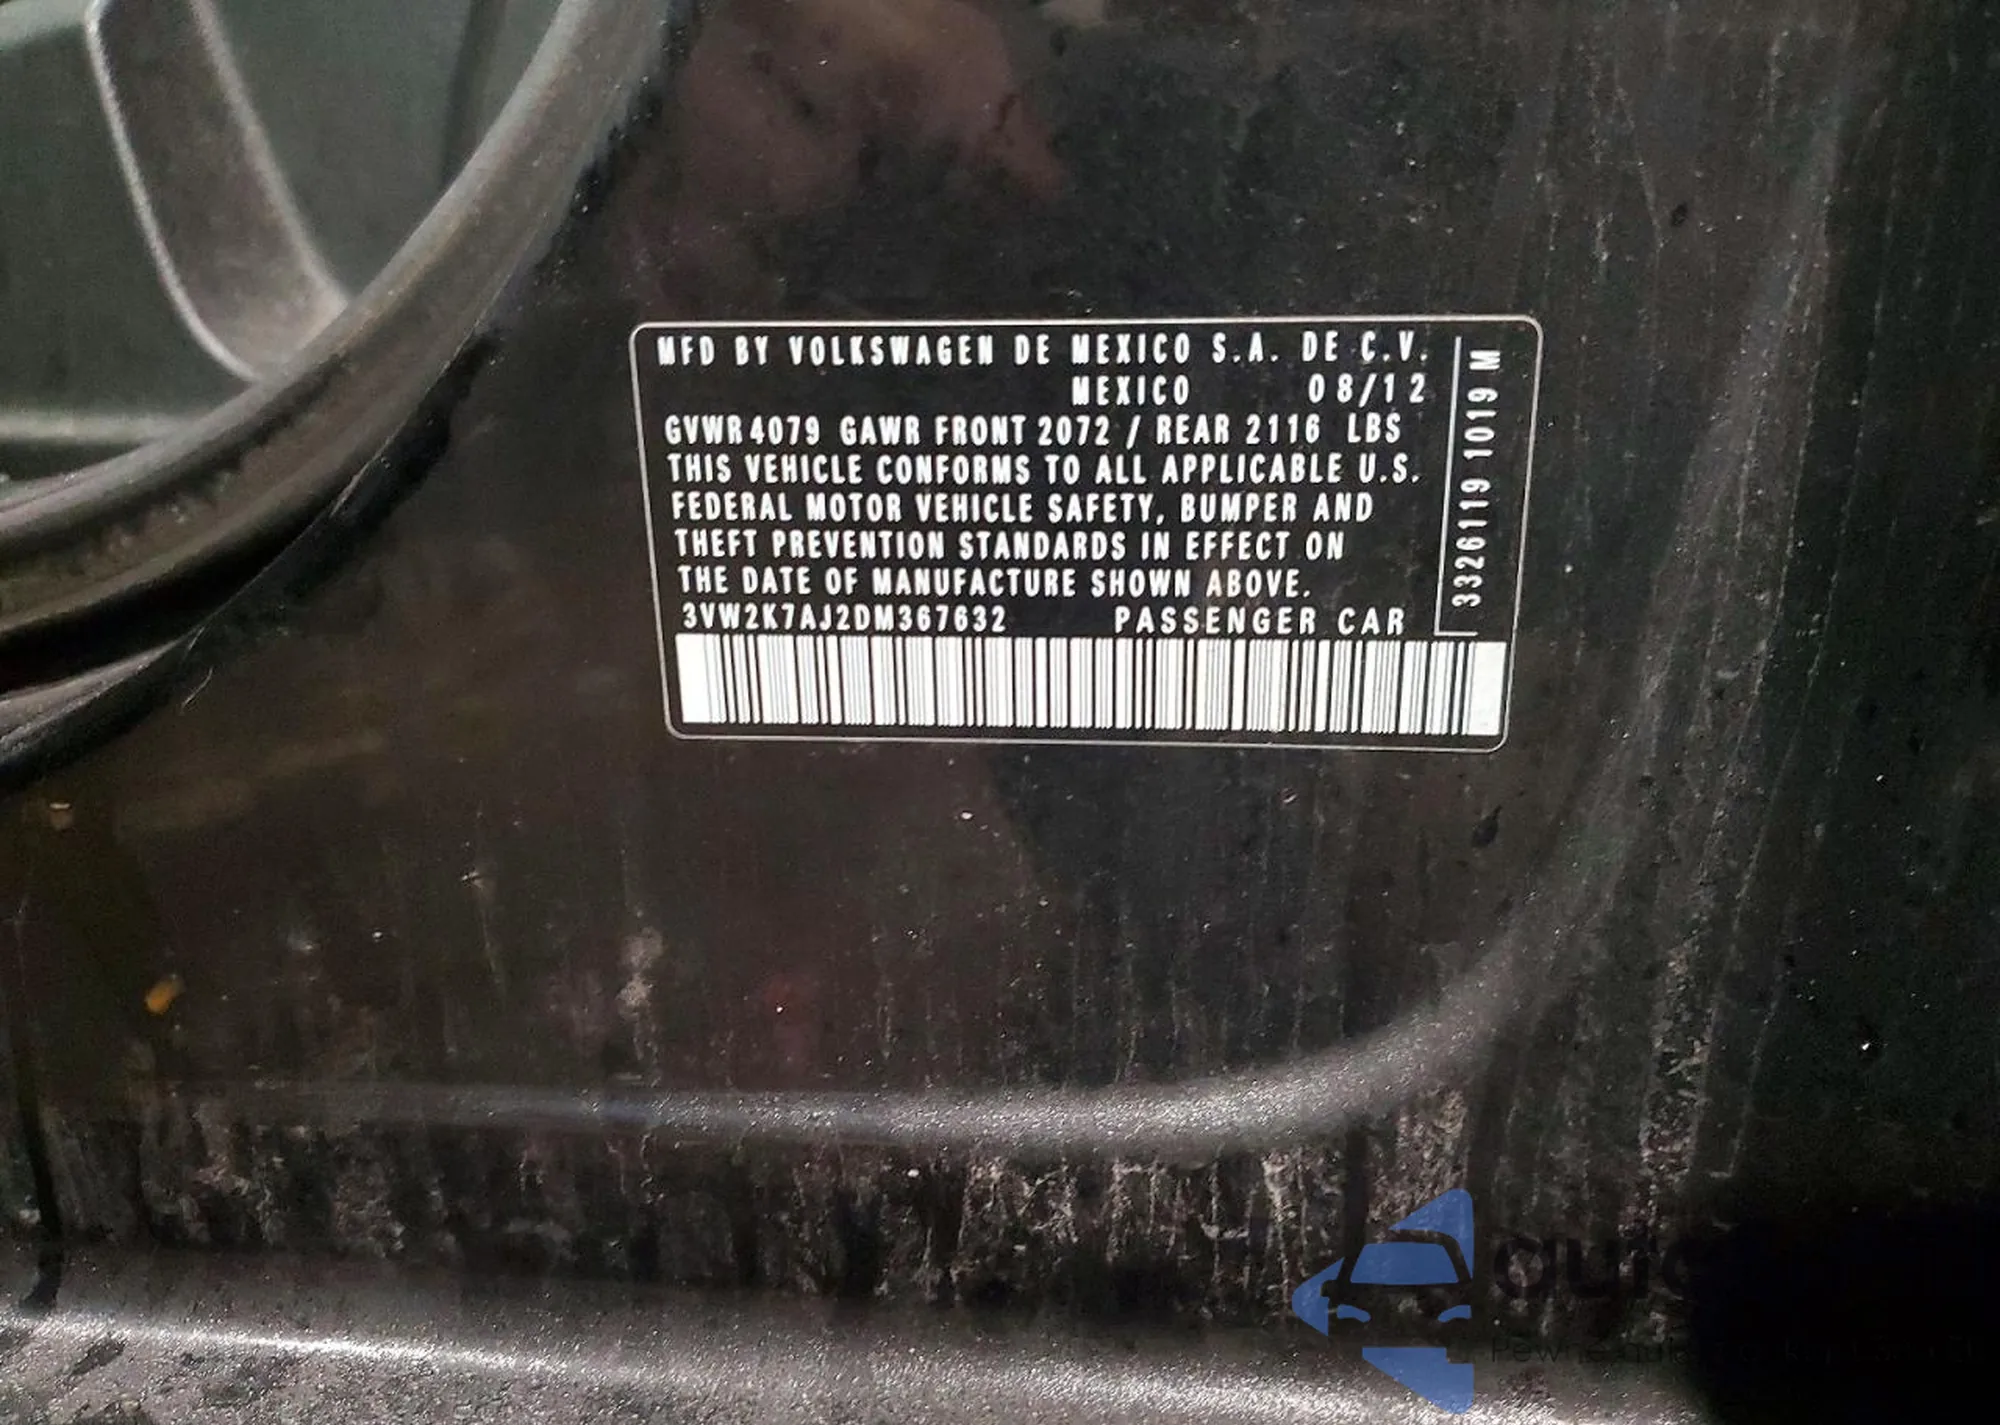 MFD BY VOLKSWAGEN DE MEXICO S.A. DE C.V.
MEXICO 08/12
GVWR 4079 GAWR FRONT 2072 / REAR 2116 LBS
THIS VEHICLE CONFORMS TO ALL APPLICABLE U.S.
FEDERAL MOTOR VEHICLE SAFETY, BUMPER AND
THEFT PREVENTION STANDARDS IN EFFECT ON
THE DATE OF MANUFACTURE SHOWN ABOVE.
3VW2K7AJ2DM367632 PASSENGER CAR
3326119 1019 M